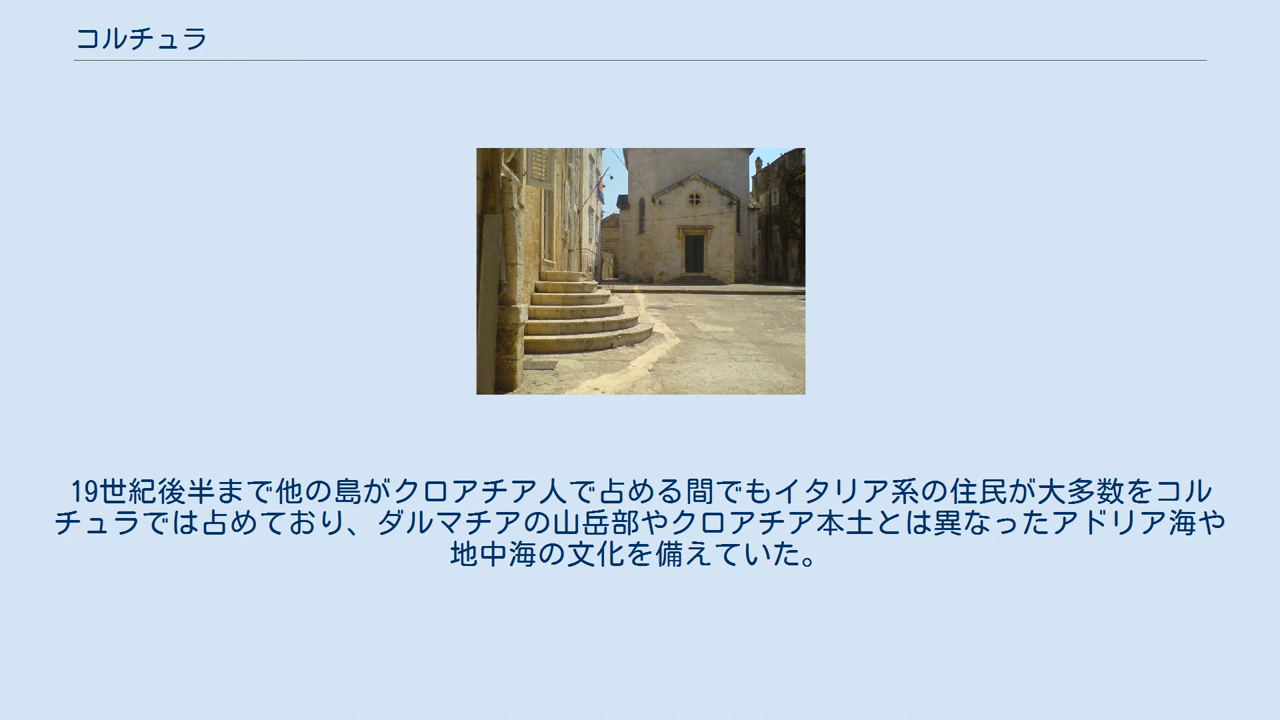 コルチュラ
19世紀後半まで他の島がクロアチア人で占める間でもイタリア系の住民が大多数をコル
チュラでは占めており、ダルマチアの山岳部やクロアチア本土とは異なったアドリア海や
地中海の文化を備えていた。